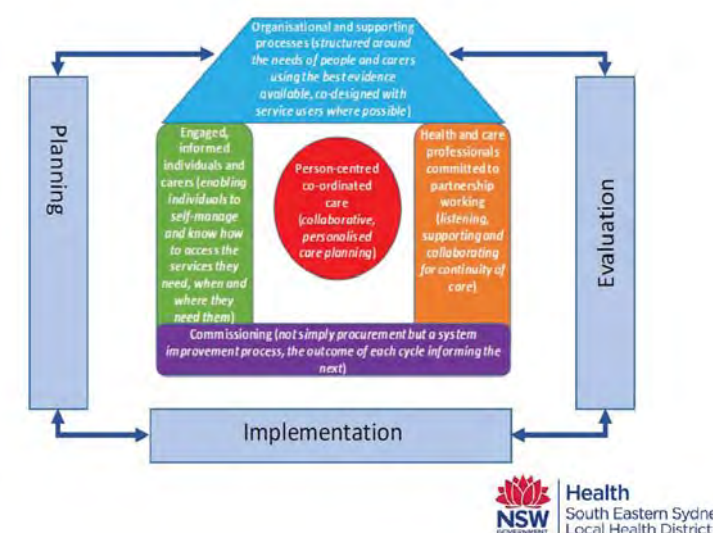 Organisational and supporting
processes (structured around
the needs of people and carers
using the best evidence
available, co-designed with
service users where possible)
Planning
Engaged,
informed
individuals and
carers (enabling
individuals to
self-manage
and know how
to access the
services they
need, when and
where they
need them)
Person-centred
co-ordinated
care
(collaborative,
personalised
care planning)
Health and care
professionals
committed to
partnership
working
(listening,
supporting and
collaborating
for continuity of
care)
Evaluation
Commissioning (not simply procurement but a system
improvement process, the outcome of each cycle informing the
next)
Implementation
NSW
GOVERNMENT
Health
South Eastern Sydne
Local Health District